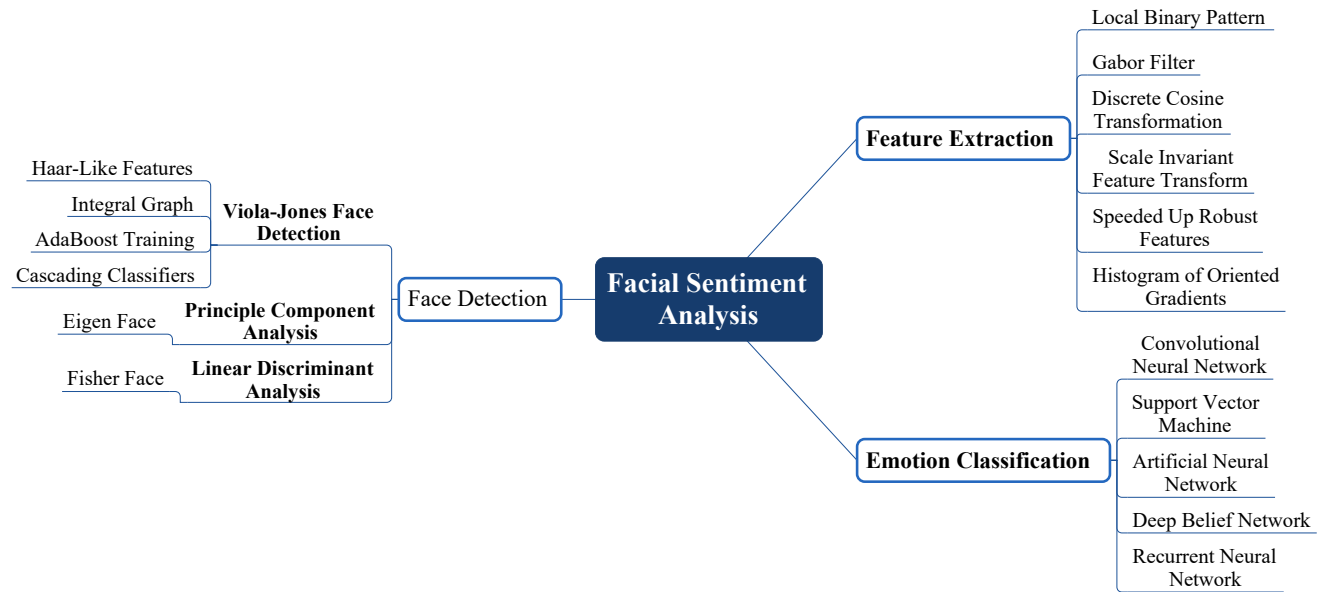 Local Binary Pattern
Gabor Filter
Discrete Cosine
Transformation
Feature Extraction
Scale Invariant
Feature Transform
Speeded Up Robust
Features
Histogram of Oriented
Gradients
Haar-Like Features
Integral Graph
AdaBoost Training
Cascading Classifiers
Viola-Jones Face
Detection
Eigen Face
Principle Component
Analysis
Fisher Face
Linear Discriminant
Analysis
Face Detection
Facial Sentiment
Analysis
Convolutional
Neural Network
Support Vector
Machine
Emotion Classification
Artificial Neural
Network
Deep Belief Network
Recurrent Neural
Network